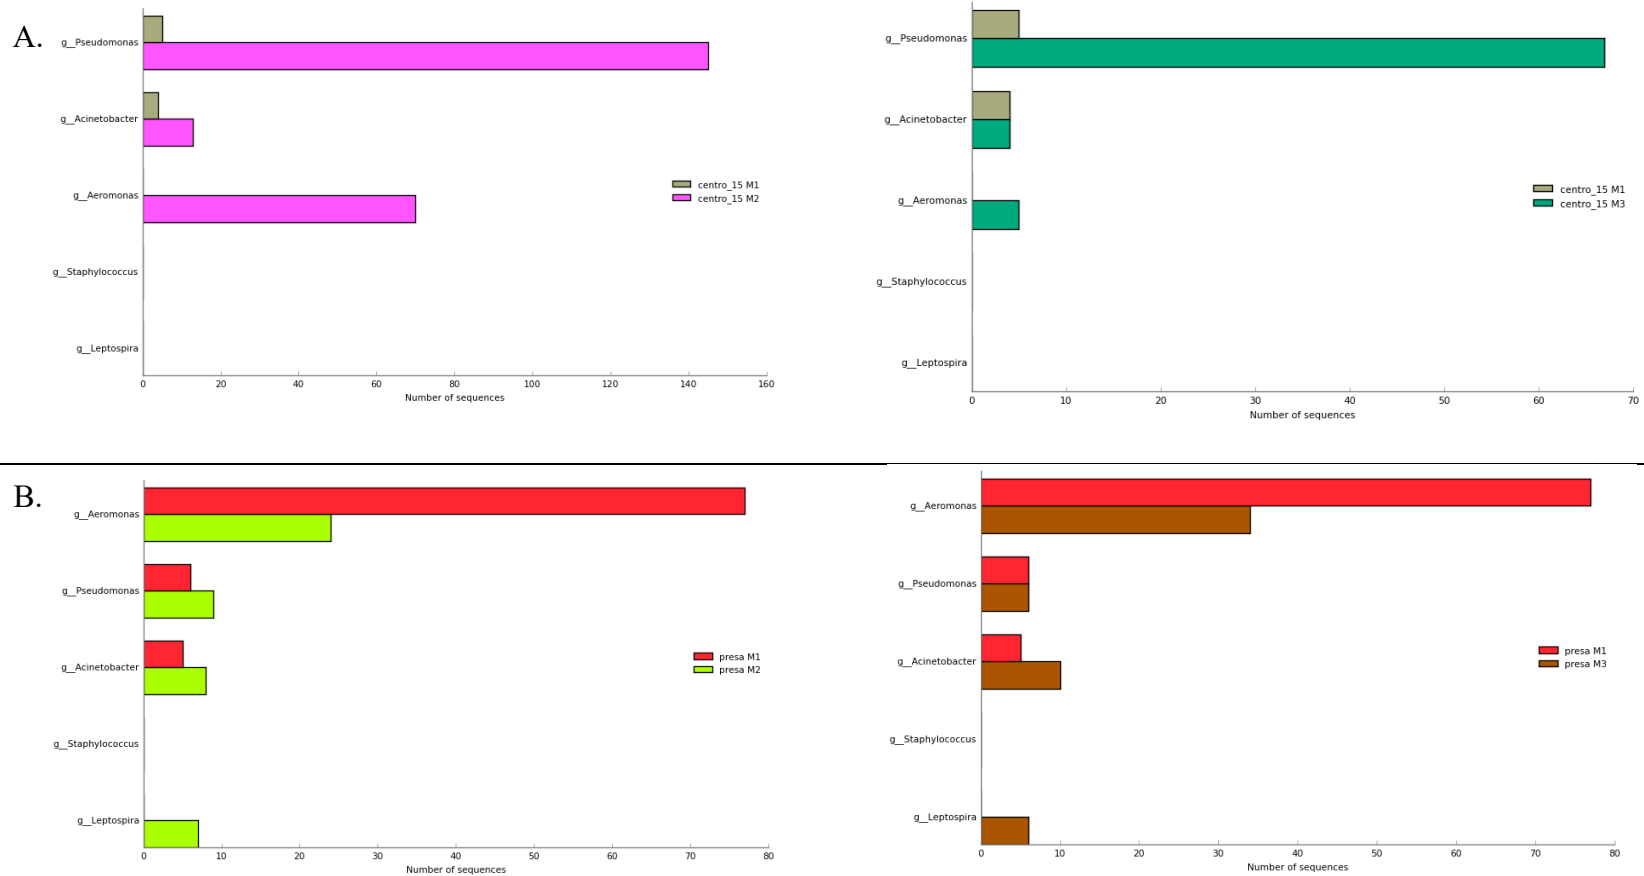 A.
g__Pseudomonas
g__Acinetobacter
g__Aeromonas
g__Staphylococcus
g__Leptospira
centro_15 M1
centro_15 M2
0 20 40 60 80 100 120 140 160
Number of sequences
g__Pseudomonas
g__Acinetobacter
g__Aeromonas
g__Staphylococcus
g__Leptospira
centro_15 M1
centro_15 M3
0 10 20 30 40 50 60 70
Number of sequences
B.
g__Aeromonas
g__Pseudomonas
g__Acinetobacter
g__Staphylococcus
g__Leptospira
presa M1
presa M2
0 10 20 30 40 50 60 70 80
Number of sequences
g__Aeromonas
g__Pseudomonas
g__Acinetobacter
g__Staphylococcus
g__Leptospira
presa M1
presa M3
0 10 20 30 40 50 60 70 80
Number of sequences